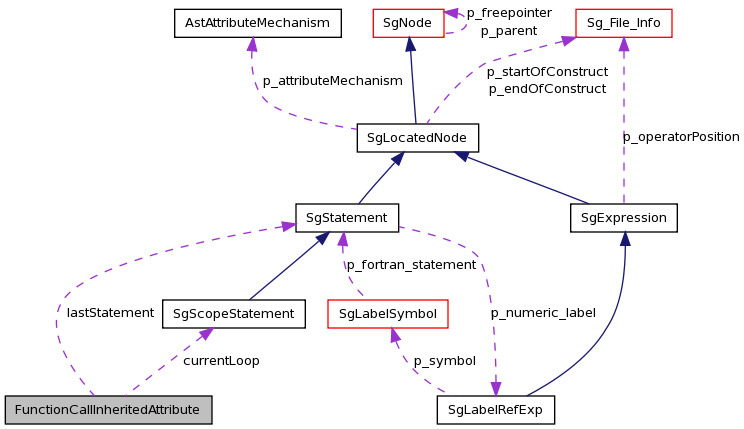 AstAttributeMechanism
SgNode
p_freepointer
p_parent
Sg_File_Info
p_attributeMechanism
p_startOfConstruct
p_endOfConstruct
SgLocatedNode
p_operatorPosition
SgStatement
SgExpression
p_fortran_statement
lastStatement
SgScopeStatement
SgLabelSymbol
p_numeric_label
currentLoop
p_symbol
FunctionCallInheritedAttribute
SgLabelRefExp